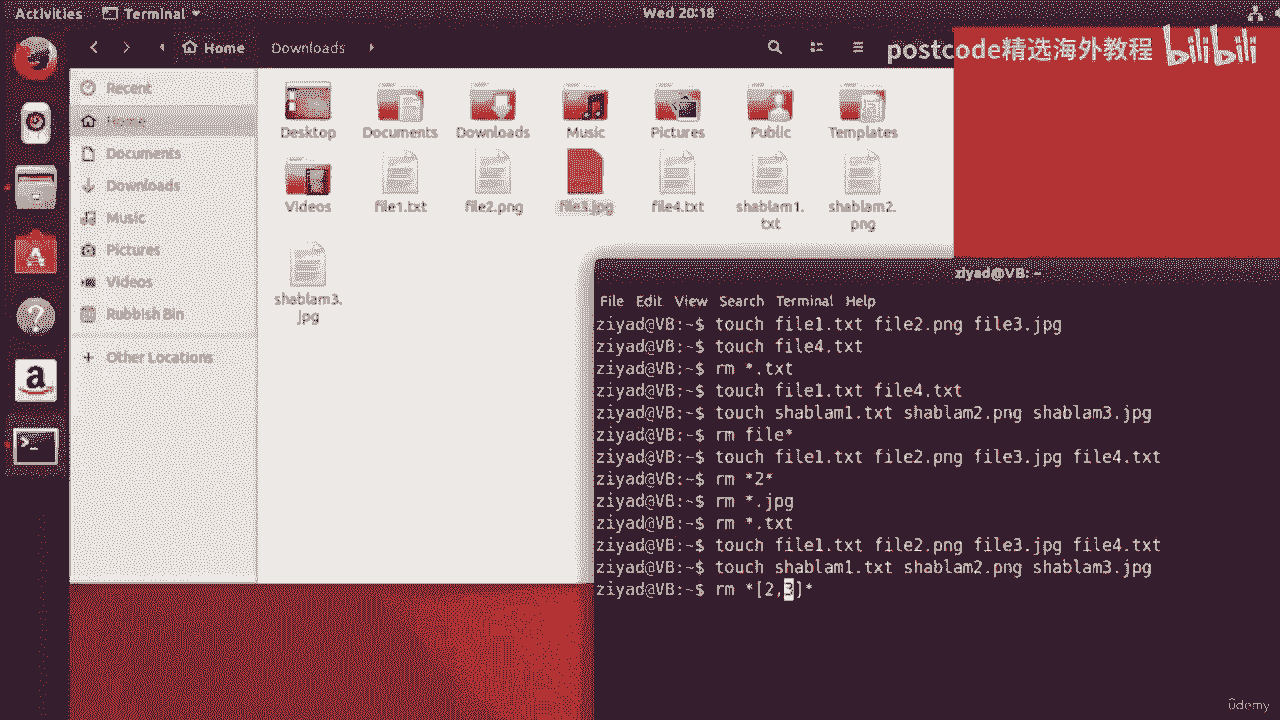 Activities Terminal Wed 20:18
Home Downloads
postcode精选海外教程 bilibili
Recent
Home
Documents
Downloads
Music
Pictures
Videos
Rubbish Bin
Other Locations
Desktop Documents Downloads Music Pictures Public Templates
Videos file1.txt file2.png file3.jpg file4.txt shablam1.txt shablam2.png
shablam3.jpg
ziyad@VB: ~
File Edit View Search Terminal Help
ziyad@VB:~$ touch file1.txt file2.png file3.jpg
ziyad@VB:~$ touch file4.txt
ziyad@VB:~$ rm *.txt
ziyad@VB:~$ touch file1.txt file4.txt
ziyad@VB:~$ touch shablam1.txt shablam2.png shablam3.jpg
ziyad@VB:~$ rm file*
ziyad@VB:~$ touch file1.txt file2.png file3.jpg file4.txt
ziyad@VB:~$ rm *2*
ziyad@VB:~$ rm *.jpg
ziyad@VB:~$ rm *.txt
ziyad@VB:~$ touch file1.txt file2.png file3.jpg file4.txt
ziyad@VB:~$ touch shablam1.txt shablam2.png shablam3.jpg
ziyad@VB:~$ rm *[2,3]*
ûdemy